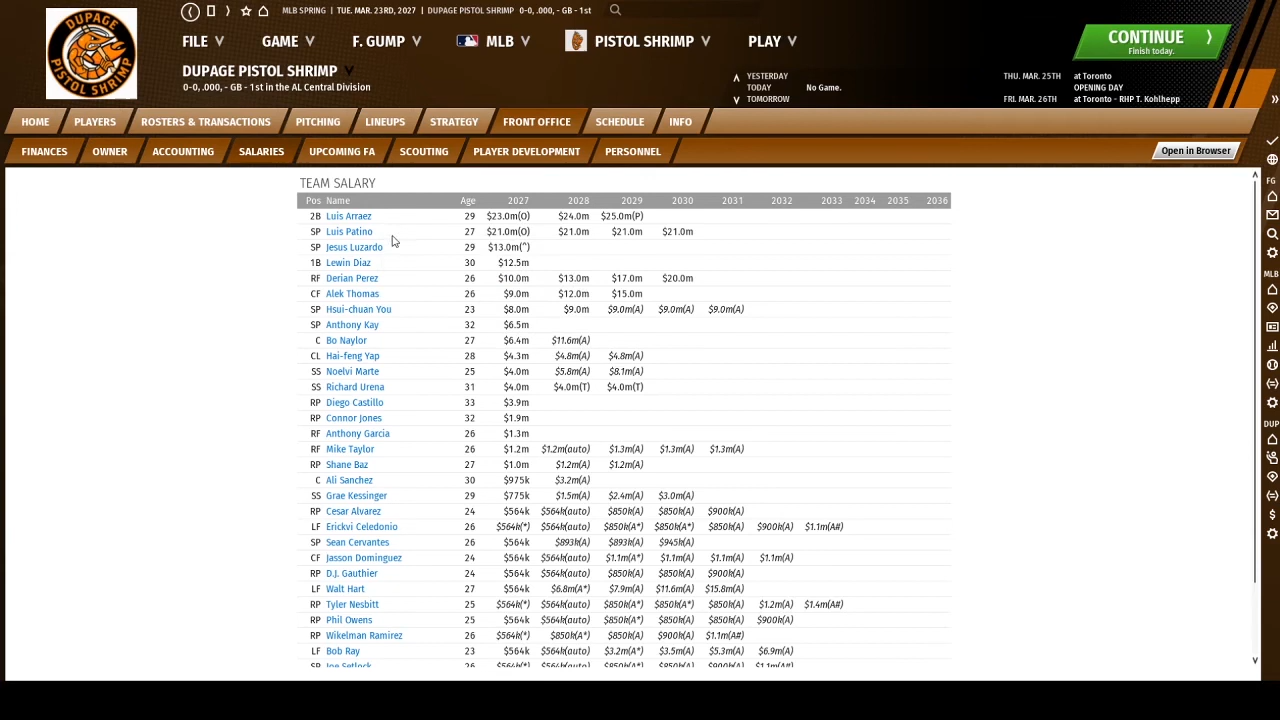 DUPAGE PISTOL SHRIMP
MLB SPRING | TUE. MAR. 23RD, 2027 | DUPAGE PISTOL SHRIMP 0-0, .000, - GB - 1st
FILE GAME F. GUMP MLB PISTOL SHRIMP PLAY
CONTINUE
Finish today.
DUPAGE PISTOL SHRIMP
0-0, .000, - GB - 1st in the AL Central Division
YESTERDAY
TODAY No Game.
TOMORROW
THU. MAR. 25TH at Toronto
OPENING DAY
FRI. MAR. 26TH at Toronto - RHP T. Kohlhepp
HOME PLAYERS ROSTERS & TRANSACTIONS PITCHING LINEUPS STRATEGY FRONT OFFICE SCHEDULE INFO
FINANCES OWNER ACCOUNTING SALARIES UPCOMING FA SCOUTING PLAYER DEVELOPMENT PERSONNEL Open in Browser
TEAM SALARY
Pos Name Age 2027 2028 2029 2030 2031 2032 2033 2034 2035 2036
2B Luis Arraez 29 $23.0m(O) $24.0m $25.0m(P)
SP Luis Patino 27 $21.0m(O) $21.0m $21.0m $21.0m
SP Jesus Luzardo 29 $13.0m(^)
1B Lewin Diaz 30 $12.5m
RF Derian Perez 26 $10.0m $13.0m $17.0m $20.0m
CF Alek Thomas 26 $9.0m $12.0m $15.0m
SP Hsui-chuan You 23 $8.0m $9.0m $9.0m(A) $9.0m(A) $9.0m(A)
SP Anthony Kay 32 $6.5m
C Bo Naylor 27 $6.4m $11.6m(A)
CL Hai-feng Yap 28 $4.3m $4.8m(A) $4.8m(A)
SS Noelvi Marte 25 $4.0m $5.8m(A) $8.1m(A)
SS Richard Urena 31 $4.0m $4.0m(T) $4.0m(T)
RP Diego Castillo 33 $3.9m
RP Connor Jones 32 $1.9m
RF Anthony Garcia 26 $1.3m
RF Mike Taylor 26 $1.2m $1.2m(auto) $1.3m(A) $1.3m(A) $1.3m(A)
RP Shane Baz 27 $1.0m $1.2m(A) $1.2m(A)
C Ali Sanchez 30 $975k $3.2m(A)
SS Grae Kessinger 29 $775k $1.5m(A) $2.4m(A) $3.0m(A)
RP Cesar Alvarez 24 $564k $564k(auto) $850k(A) $850k(A) $900k(A)
LF Erickvi Celedonio 26 $564k(*) $564k(auto) $850k(A*) $850k(A*) $850k(A) $900k(A) $1.1m(A#)
SP Sean Cervantes 26 $564k $893k(A) $893k(A) $945k(A)
CF Jasson Dominguez 24 $564k $564k(auto) $1.1m(A*) $1.1m(A) $1.1m(A) $1.1m(A)
RP D.J. Gauthier 24 $564k $564k(auto) $850k(A) $850k(A) $900k(A)
LF Walt Hart 27 $564k $6.8m(A*) $7.9m(A) $11.6m(A) $15.8m(A)
RP Tyler Nesbitt 25 $564k(*) $564k(auto) $850k(A*) $850k(A*) $850k(A) $1.2m(A) $1.4m(A#)
RP Phil Owens 25 $564k $564k(auto) $850k(A*) $850k(A) $850k(A) $900k(A)
RP Wikelman Ramirez 26 $564k(*) $850k(A*) $850k(A) $900k(A) $1.1m(A#)
LF Bob Ray 23 $564k $564k(auto) $3.2m(A*) $3.5m(A) $5.3m(A) $6.9m(A)
SP Joe Setlock 26 $564k(*) $564k(auto) $850k(A*) $850k(A) $900k(A) $1.1m(A#)
FG
MLB
DUP